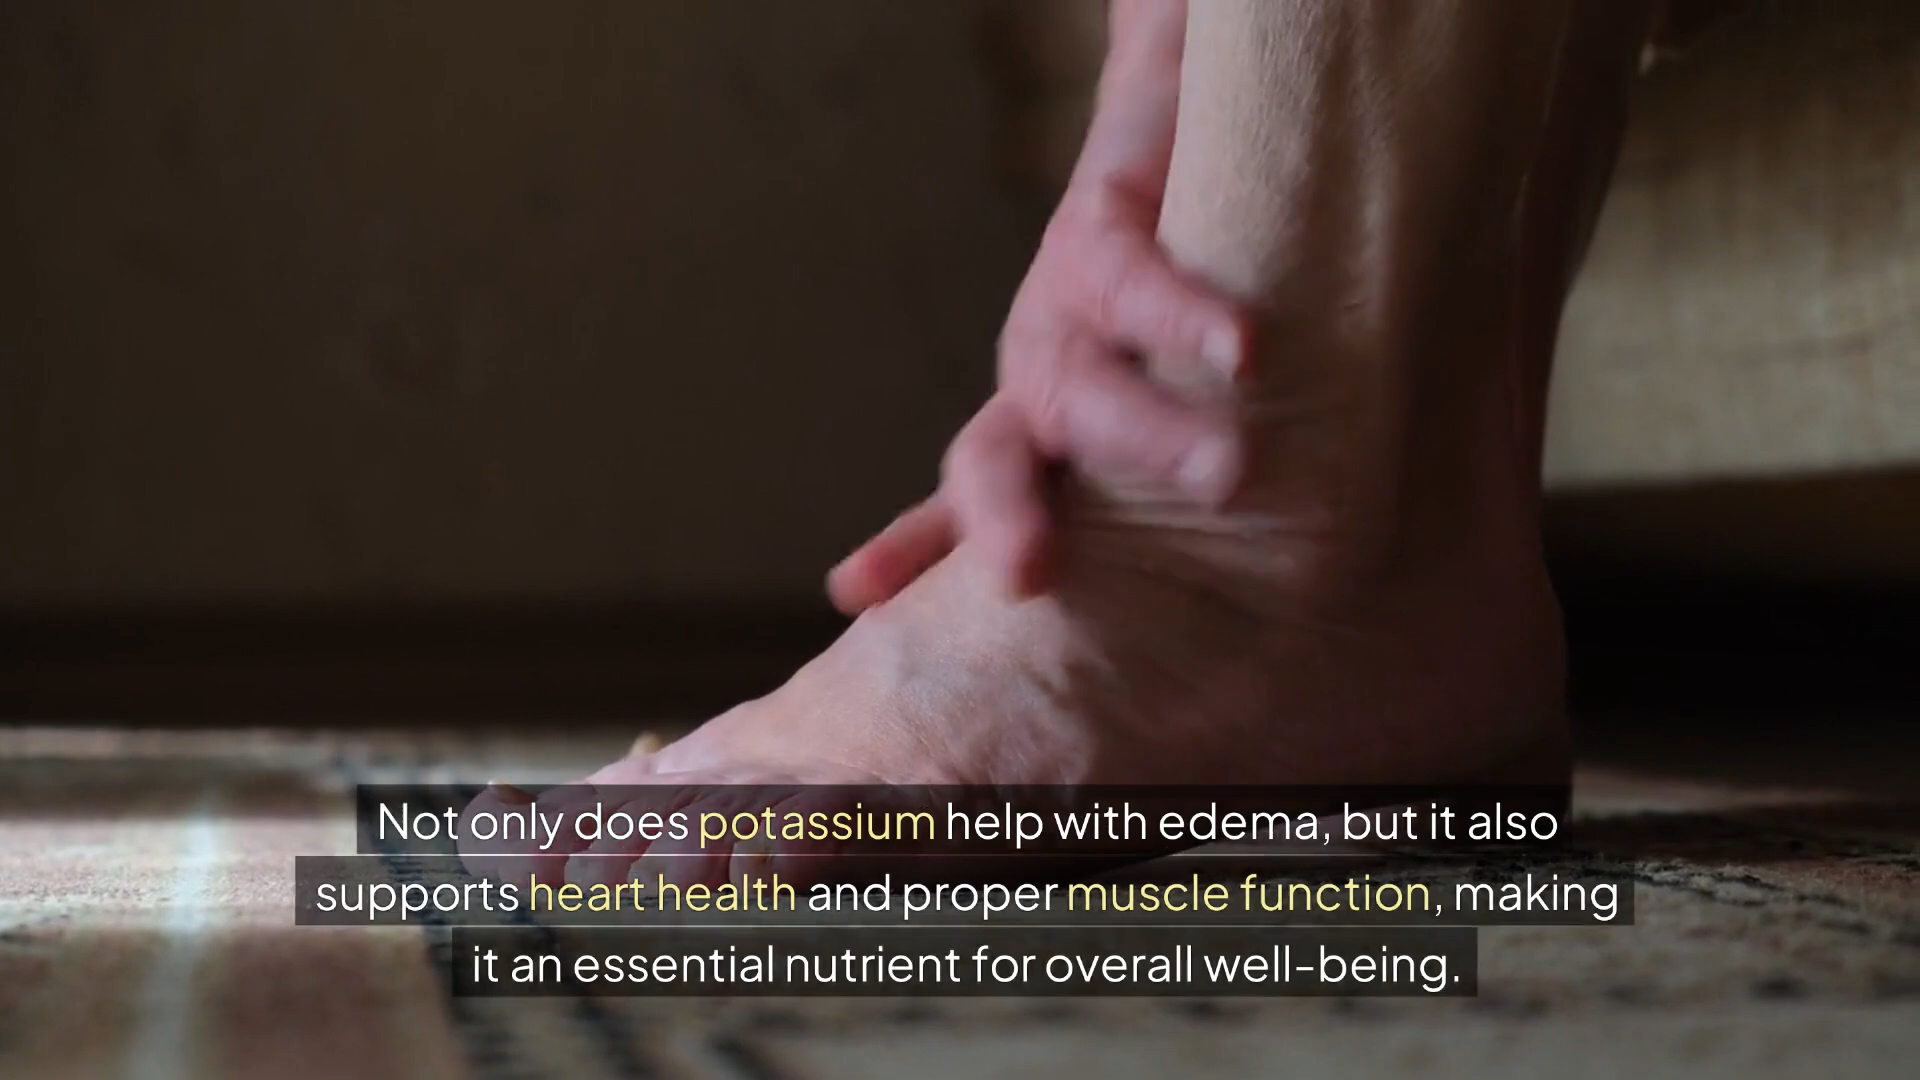 Not only does potassium help with edema, but it also
supports heart health and proper muscle function, making
it an essential nutrient for overall well-being.